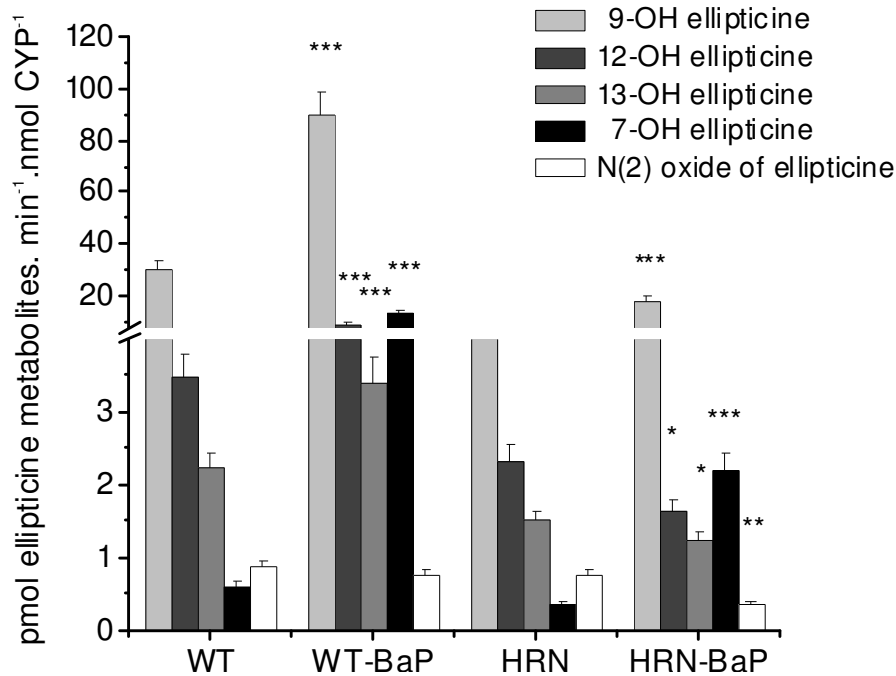 pmol ellipticine metabolites. min⁻¹.nmol CYP⁻¹
120
100
80
60
40
20
3
2
1
0
9-OH ellipticine
12-OH ellipticine
13-OH ellipticine
7-OH ellipticine
N(2) oxide of ellipticine
***
***
***
***
***
*
*
***
**
WT
WT-BaP
HRN
HRN-BaP